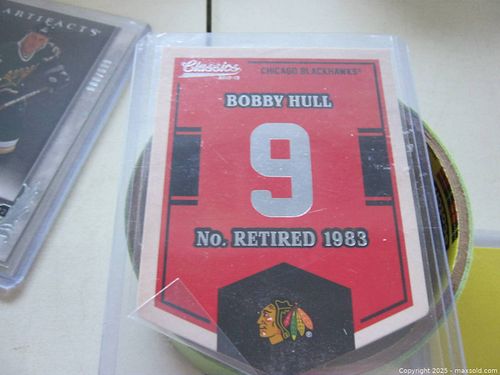 ARTIFACTS
Classics
2012-13
CHICAGO BLACKHAWKS®
BOBBY HULL
9
No. RETIRED 1983
Copyright 2025 - maxsold.com